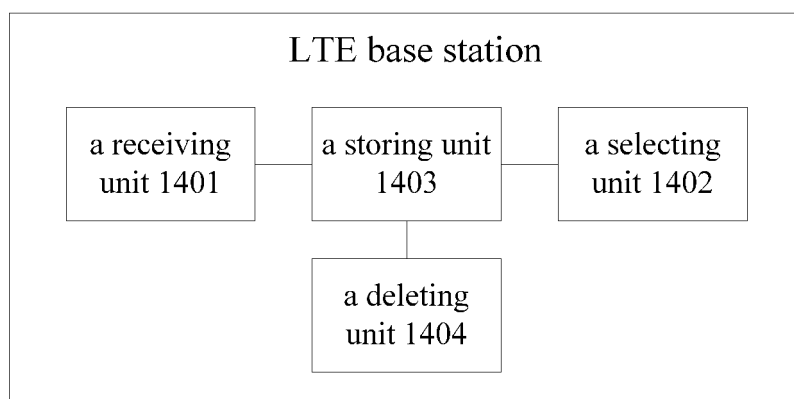 LTE base station
a receiving
unit 1401
a storing unit
1403
a selecting
unit 1402
a deleting
unit 1404